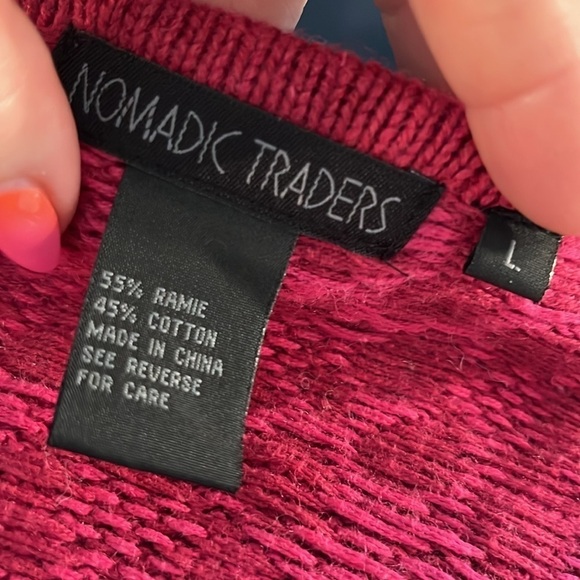 NOMADIC TRADERS
L
55% RAMIE
45% COTTON
MADE IN CHINA
SEE REVERSE
FOR CARE